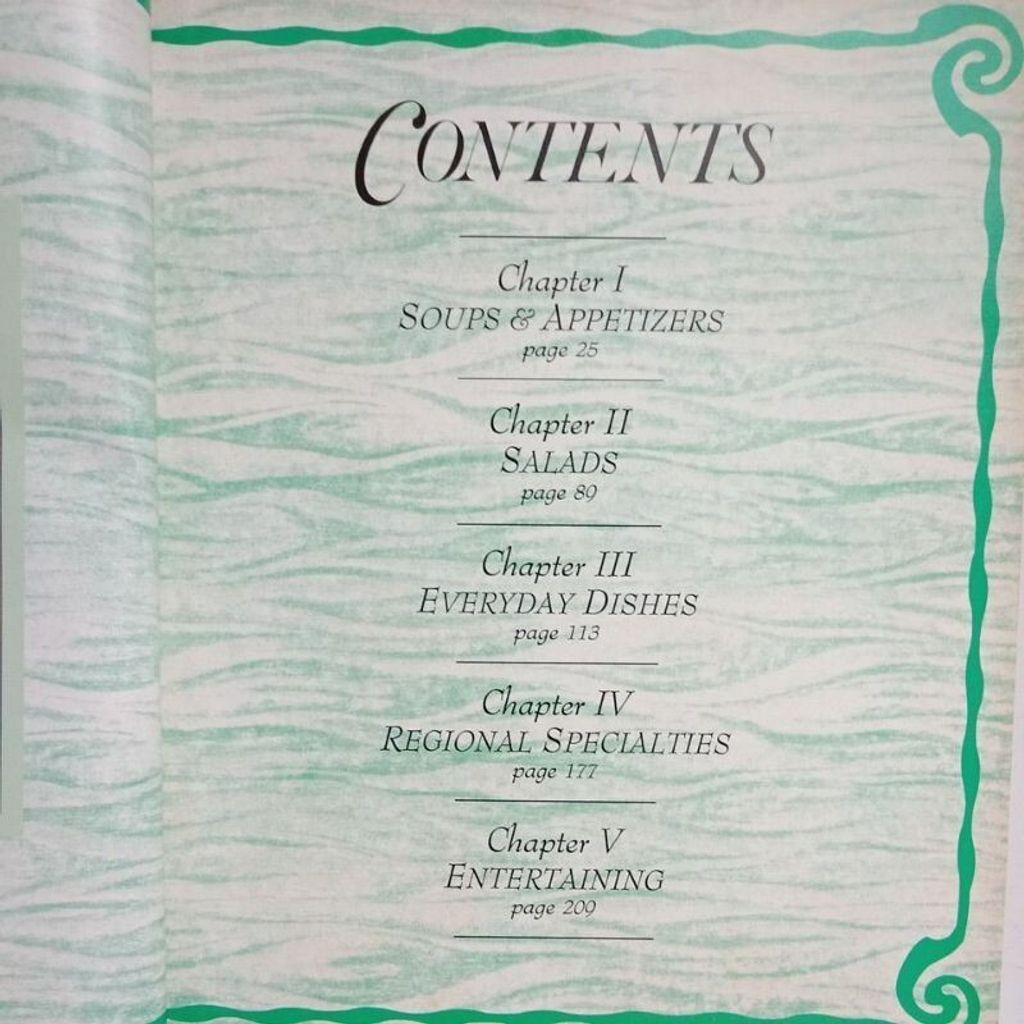 CONTENTS
Chapter I
SOUPS & APPETIZERS
page 25
Chapter II
SALADS
page 89
Chapter III
EVERYDAY DISHES
page 113
Chapter IV
REGIONAL SPECIALTIES
page 177
Chapter V
ENTERTAINING
page 209